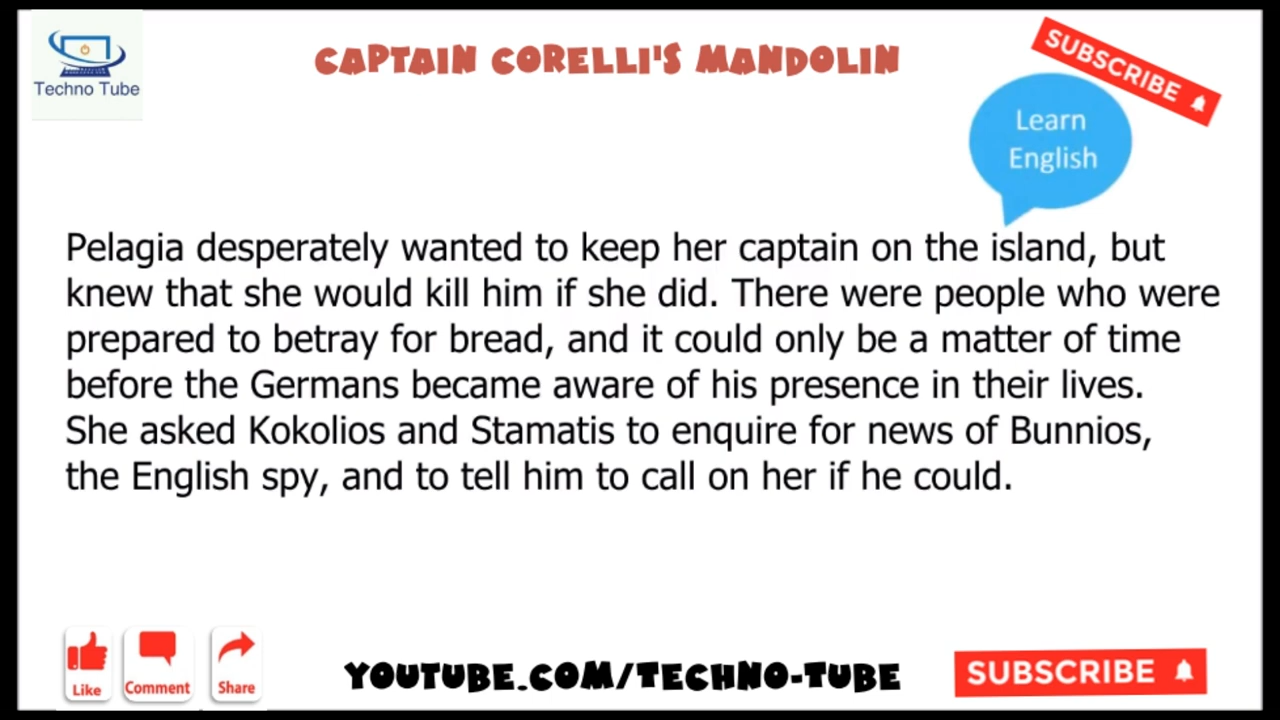 CAPTAIN CORELLI'S MANDOLIN
SUBSCRIBE
Techno Tube
Learn
English
Pelagia desperately wanted to keep her captain on the island, but
knew that she would kill him if she did. There were people who were
prepared to betray for bread, and it could only be a matter of time
before the Germans became aware of his presence in their lives.
She asked Kokolios and Stamatis to enquire for news of Bunnios,
the English spy, and to tell him to call on her if he could.
Like
Comment
Share
YOUTUBE.COM/TECHNO-TUBE
SUBSCRIBE